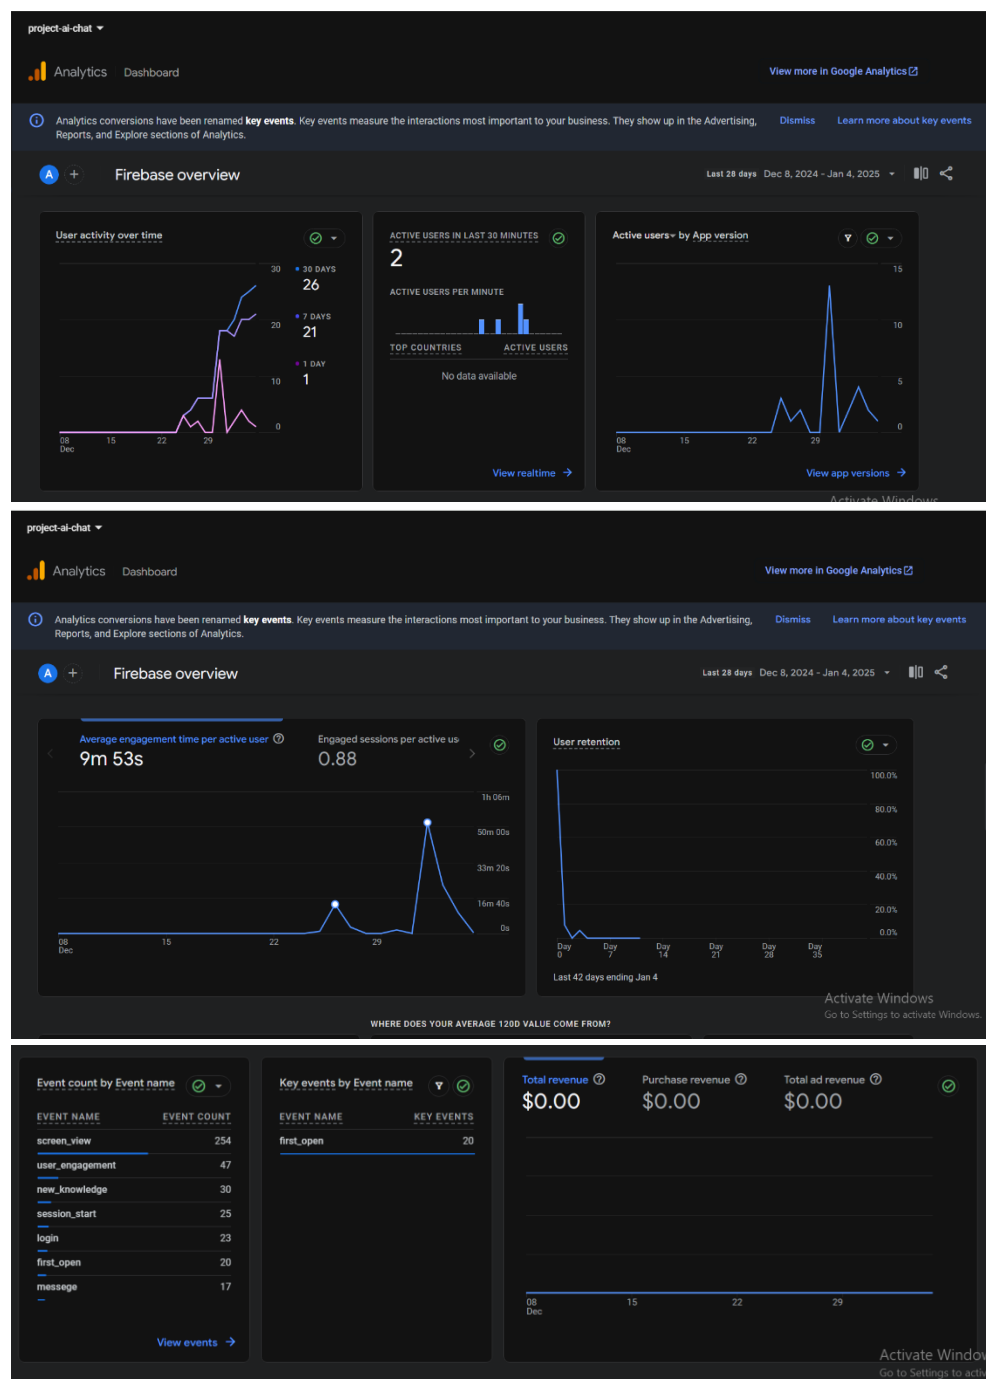 project-ai-chat
Analytics Dashboard
View more in Google Analytics
Analytics conversions have been renamed key events. Key events measure the interactions most important to your business. They show up in the Advertising,
Reports, and Explore sections of Analytics.
Dismiss
Learn more about key events
A + Firebase overview
Last 28 days Dec 8, 2024 - Jan 4, 2025
User activity over time
30
20
10
0
30 DAYS
26
7 DAYS
21
1 DAY
1
08 15 22 29
Dec
ACTIVE USERS IN LAST 30 MINUTES
2
ACTIVE USERS PER MINUTE
TOP COUNTRIES ACTIVE USERS
No data available
View realtime
Active users by App version
15
10
5
0
08 15 22 29
Dec
View app versions
Activate Windows
project-ai-chat
Analytics Dashboard
View more in Google Analytics
Analytics conversions have been renamed key events. Key events measure the interactions most important to your business. They show up in the Advertising,
Reports, and Explore sections of Analytics.
Dismiss
Learn more about key events
A + Firebase overview
Last 28 days Dec 8, 2024 - Jan 4, 2025
Average engagement time per active user
9m 53s
Engaged sessions per active us
0.88
1h 06m
50m 00s
33m 20s
16m 40s
0s
08 15 22 29
Dec
User retention
100.0%
80.0%
60.0%
40.0%
20.0%
0.0%
Day Day Day Day Day Day
0 7 14 21 28 35
Last 42 days ending Jan 4
Activate Windows
Go to Settings to activate Windows.
WHERE DOES YOUR AVERAGE 120D VALUE COME FROM?
Event count by Event name
EVENT NAME EVENT COUNT
screen_view 254
user_engagement 47
new_knowledge 30
session_start 25
login 23
first_open 20
messege 17
View events
Key events by Event name
EVENT NAME KEY EVENTS
first_open 20
Total revenue
$0.00
Purchase revenue
$0.00
Total ad revenue
$0.00
08 15 22 29
Dec
Activate Window
Go to Settings to acti